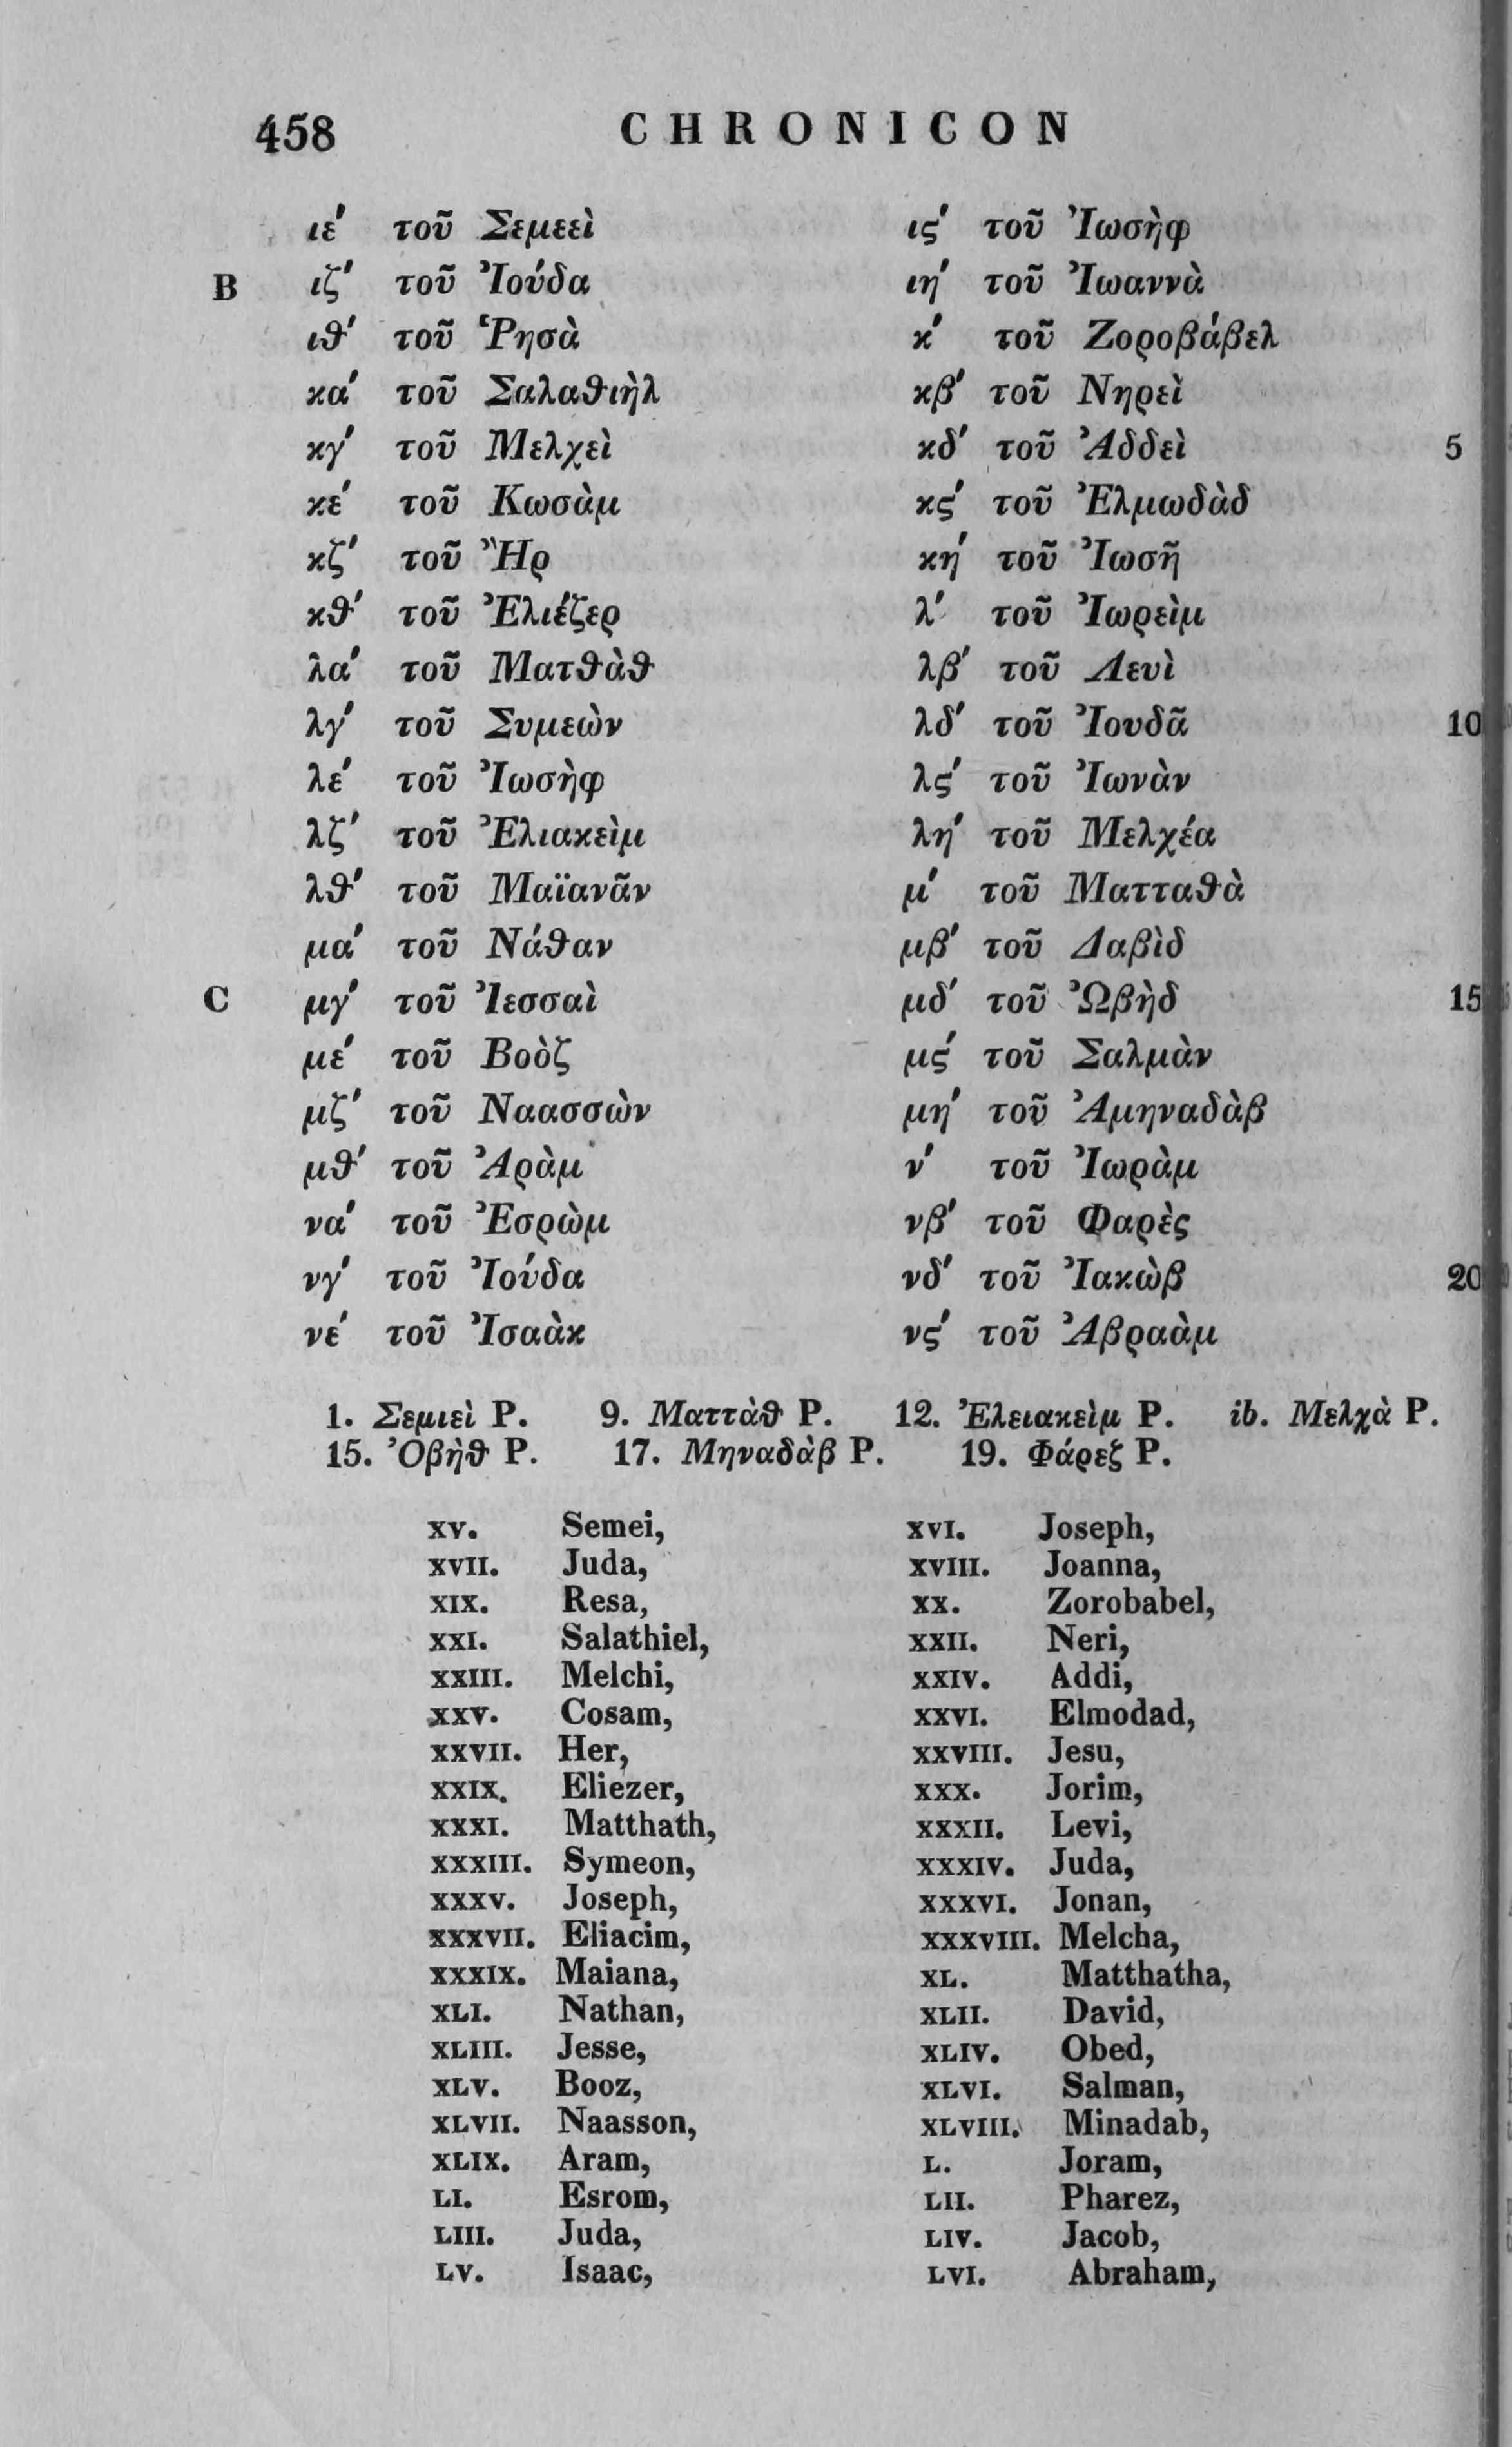 458 CHRONICON
ιε΄ τοῦ Σεμεεὶ ις΄ τοῦ Ἰωσὴφ
B ιζ΄ τοῦ Ἰούδα ιη΄ τοῦ Ἰωαννὰ
ιθ΄ τοῦ Ῥησὰ κ΄ τοῦ Ζοροβάβελ
κα΄ τοῦ Σαλαθιὴλ κβ΄ τοῦ Νηρεὶ
κγ΄ τοῦ Μελχεὶ κδ΄ τοῦ Ἀδδεὶ 5
κε΄ τοῦ Κωσὰμ κς΄ τοῦ Ἐλμωδὰδ
κζ΄ τοῦ Ἢρ κη΄ τοῦ Ἰωσῆ
κθ΄ τοῦ Ἐλιέζερ λ΄ τοῦ Ἰωρεὶμ
λα΄ τοῦ Ματθὰθ λβ΄ τοῦ Λευὶ
λγ΄ τοῦ Συμεὼν λδ΄ τοῦ Ἰουδᾶ 10
λε΄ τοῦ Ἰωσὴφ λς΄ τοῦ Ἰωνὰν
λζ΄ τοῦ Ἐλιακεὶμ λη΄ τοῦ Μελχέα
λθ΄ τοῦ Μαϊανᾶν μ΄ τοῦ Ματταθὰ
μα΄ τοῦ Νάθαν μβ΄ τοῦ Δαβὶδ
C μγ΄ τοῦ Ἰεσσαὶ μδ΄ τοῦ Ὠβὴδ 15
με΄ τοῦ Βοὸζ μς΄ τοῦ Σαλμὰν
μζ΄ τοῦ Ναασσὼν μη΄ τοῦ Ἀμηναδὰβ
μθ΄ τοῦ Ἀρὰμ ν΄ τοῦ Ἰωρὰμ
να΄ τοῦ Ἐσρὼμ νβ΄ τοῦ Φαρὲς
νγ΄ τοῦ Ἰούδα νδ΄ τοῦ Ἰακὼβ 20
νε΄ τοῦ Ἰσαὰκ νς΄ τοῦ Ἀβραὰμ
1. Σεμιεὶ P. 9. Ματτὰθ P. 12. Ἐλειακεὶμ P. ib. Μελχὰ P.
15. Ὀβὴθ P. 17. Μηναδὰβ P. 19. Φάρεζ P.
XV. Semei, XVI. Joseph,
XVII. Juda, XVIII. Joanna,
XIX. Resa, XX. Zorobabel,
XXI. Salathiel, XXII. Neri,
XXIII. Melchi, XXIV. Addi,
XXV. Cosam, XXVI. Elmodad,
XXVII. Her, XXVIII. Jesu,
XXIX. Eliezer, XXX. Jorim,
XXXI. Matthath, XXXII. Levi,
XXXIII. Symeon, XXXIV. Juda,
XXXV. Joseph, XXXVI. Jonan,
XXXVII. Eliacim, XXXVIII. Melcha,
XXXIX. Maiana, XL. Matthatha,
XLI. Nathan, XLII. David,
XLIII. Jesse, XLIV. Obed,
XLV. Booz, XLVI. Salman,
XLVII. Naasson, XLVIII. Minadab,
XLIX. Aram, L. Joram,
LI. Esrom, LII. Pharez,
LIII. Juda, LIV. Jacob,
LV. Isaac, LVI. Abraham,